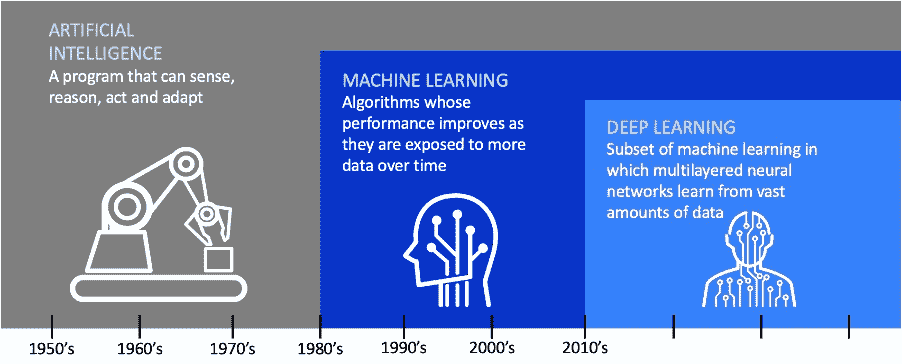 ARTIFICIAL
INTELLIGENCE
A program that can sense,
reason, act and adapt
MACHINE LEARNING
Algorithms whose
performance improves as
they are exposed to more
data over time
DEEP LEARNING
Subset of machine learning in
which multilayered neural
networks learn from vast
amounts of data
1950's 1960's 1970's 1980's 1990's 2000's 2010's